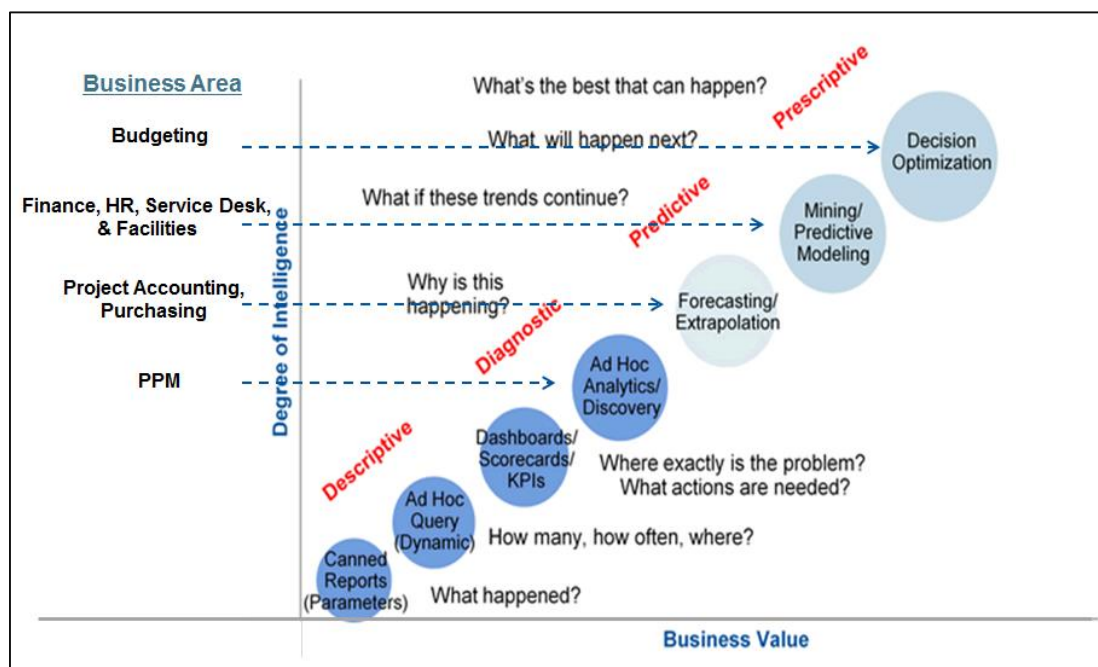 Business Area
What's the best that can happen?
Prescriptive
Budgeting
What will happen next?
Decision
Optimization
What if these trends continue?
Predictive
Finance, HR, Service Desk,
& Facilities
Mining/
Predictive
Modeling
Degree of Intelligence
Project Accounting,
Purchasing
Why is this
happening?
Forecasting/
Extrapolation
Diagnostic
PPM
Ad Hoc
Analytics/
Discovery
Descriptive
Dashboards/
Scorecards/
KPIs
Where exactly is the problem?
What actions are needed?
Ad Hoc
Query
(Dynamic)
How many, how often, where?
Canned
Reports
(Parameters)
What happened?
Business Value